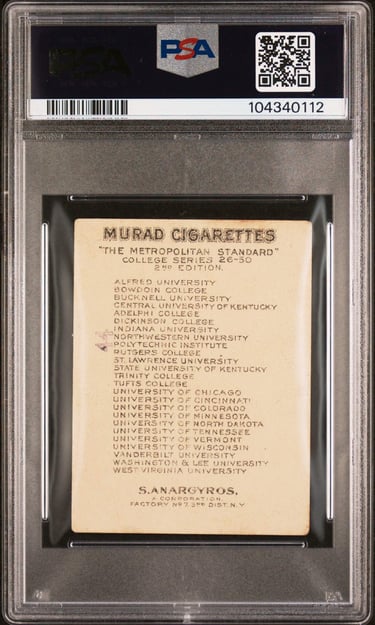 PSA
104340112
MURAD CIGARETTES
"THE METROPOLITAN STANDARD"
COLLEGE SERIES 26-50
2ND EDITION.
ALFRED UNIVERSITY
BOWDOIN COLLEGE
BUCKNELL UNIVERSITY
CENTRAL UNIVERSITY OF KENTUCKY
ADELPHI COLLEGE
DICKINSON COLLEGE
INDIANA UNIVERSITY
NORTHWESTERN UNIVERSITY
POLYTECHNIC INSTITUTE
RUTGERS COLLEGE
ST. LAWRENCE UNIVERSITY
STATE UNIVERSITY OF KENTUCKY
TRINITY COLLEGE
TUFTS COLLEGE
UNIVERSITY OF CHICAGO
UNIVERSITY OF CINCINNATI
UNIVERSITY OF COLORADO
UNIVERSITY OF MINNESOTA
UNIVERSITY OF NORTH DAKOTA
UNIVERSITY OF TENNESSEE
UNIVERSITY OF VERMONT
UNIVERSITY OF WISCONSIN
VANDERBILT UNIVERSITY
WASHINGTON & LEE UNIVERSITY
WEST VIRGINIA UNIVERSITY
S. ANARGYROS.
A CORPORATION.
FACTORY NO 7. 3RD DIST. N.Y.